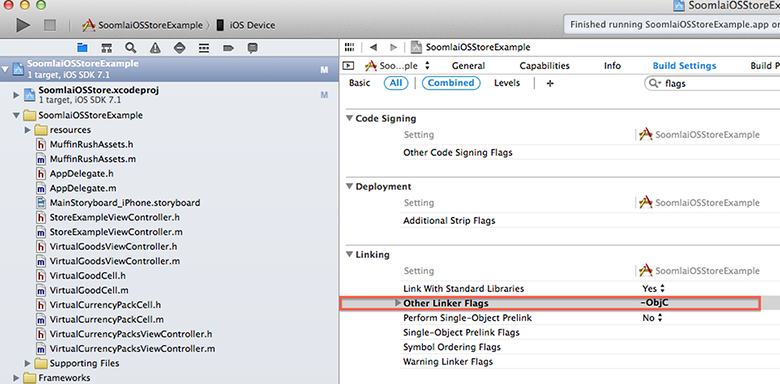 SoomlaiOSStoreEx
SoomlaiOSStoreExample
iOS Device
Finished running SoomlaiOSStoreExample.app on
SoomlaiOSStoreExample
1 target, iOS SDK 7.1
M
SoomlaiOSStore.xcodeproj
M
1 target, iOS SDK 7.1
SoomlaiOSStoreExample
resources
h MuffinRushAssets.h
m MuffinRushAssets.m
h AppDelegate.h
m AppDelegate.m
MainStoryboard_iPhone.storyboard
h StoreExampleViewController.h
m StoreExampleViewController.m
h VirtualGoodsViewController.h
m VirtualGoodsViewController.m
h VirtualGoodCell.h
m VirtualGoodCell.m
h VirtualCurrencyPackCell.h
m VirtualCurrencyPackCell.m
h VirtualCurrencyPacksViewController.h
m VirtualCurrencyPacksViewController.m
Supporting Files
Frameworks
SoomlaiOSStoreExample
Soo...ple
General
Capabilities
Info
Build Settings
Basic
All
Combined
Levels
+
flags
Code Signing
Setting
SoomlaiOSStoreExample
Other Code Signing Flags
Deployment
Setting
SoomlaiOSStoreExample
Additional Strip Flags
Linking
Setting
SoomlaiOSStoreExample
Link With Standard Libraries
Yes
Other Linker Flags
-ObjC
Perform Single-Object Prelink
No
Single-Object Prelink Flags
Symbol Ordering Flags
Warning Linker Flags